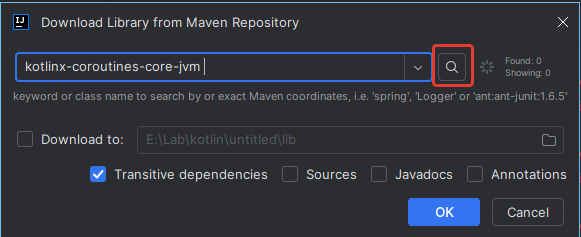 IJ Download Library from Maven Repository
kotlinx-coroutines-core-jvm
Found: 0
Showing: 0
keyword or class name to search by or exact Maven coordinates, i.e. 'spring', 'Logger' or 'ant:ant-junit:1.6.5'
Download to: E:\Lab\kotlin\untitled\lib
Transitive dependencies Sources Javadocs Annotations
OK Cancel